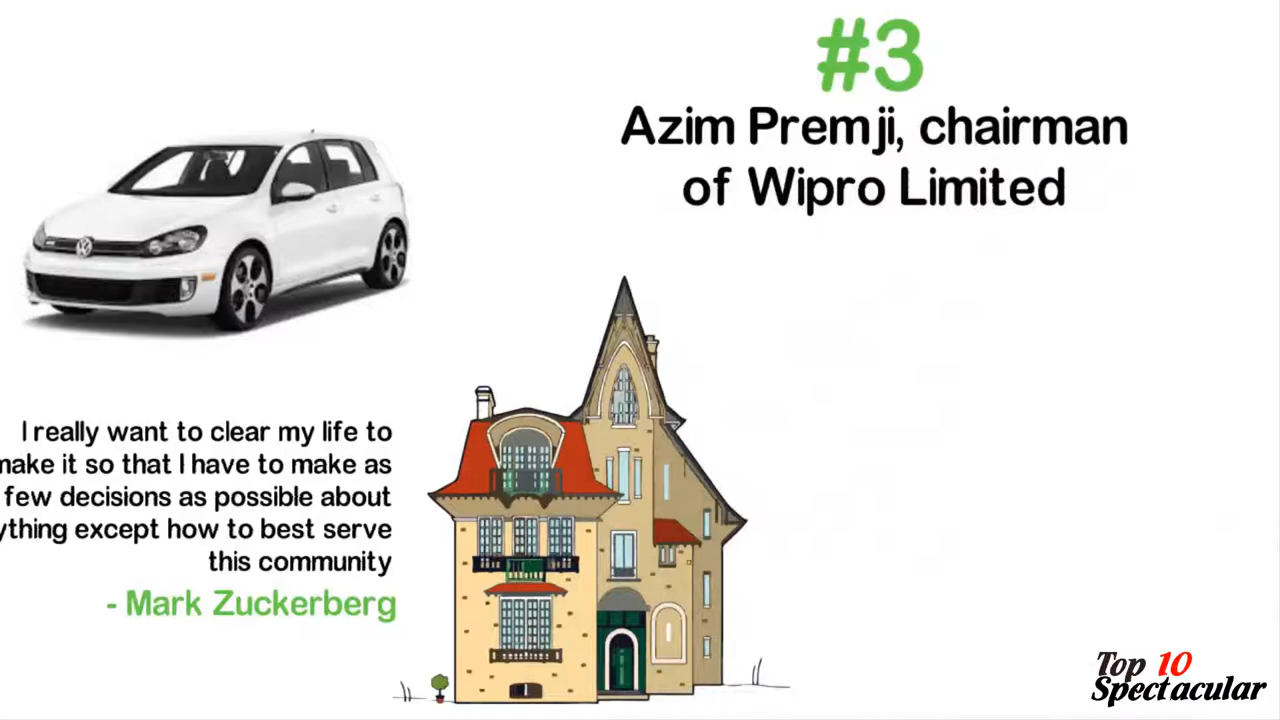 #3
Azim Premji, chairman
of Wipro Limited
I really want to clear my life to
make it so that I have to make as
few decisions as possible about
ything except how to best serve
this community
- Mark Zuckerberg
Top 10
Spectacular